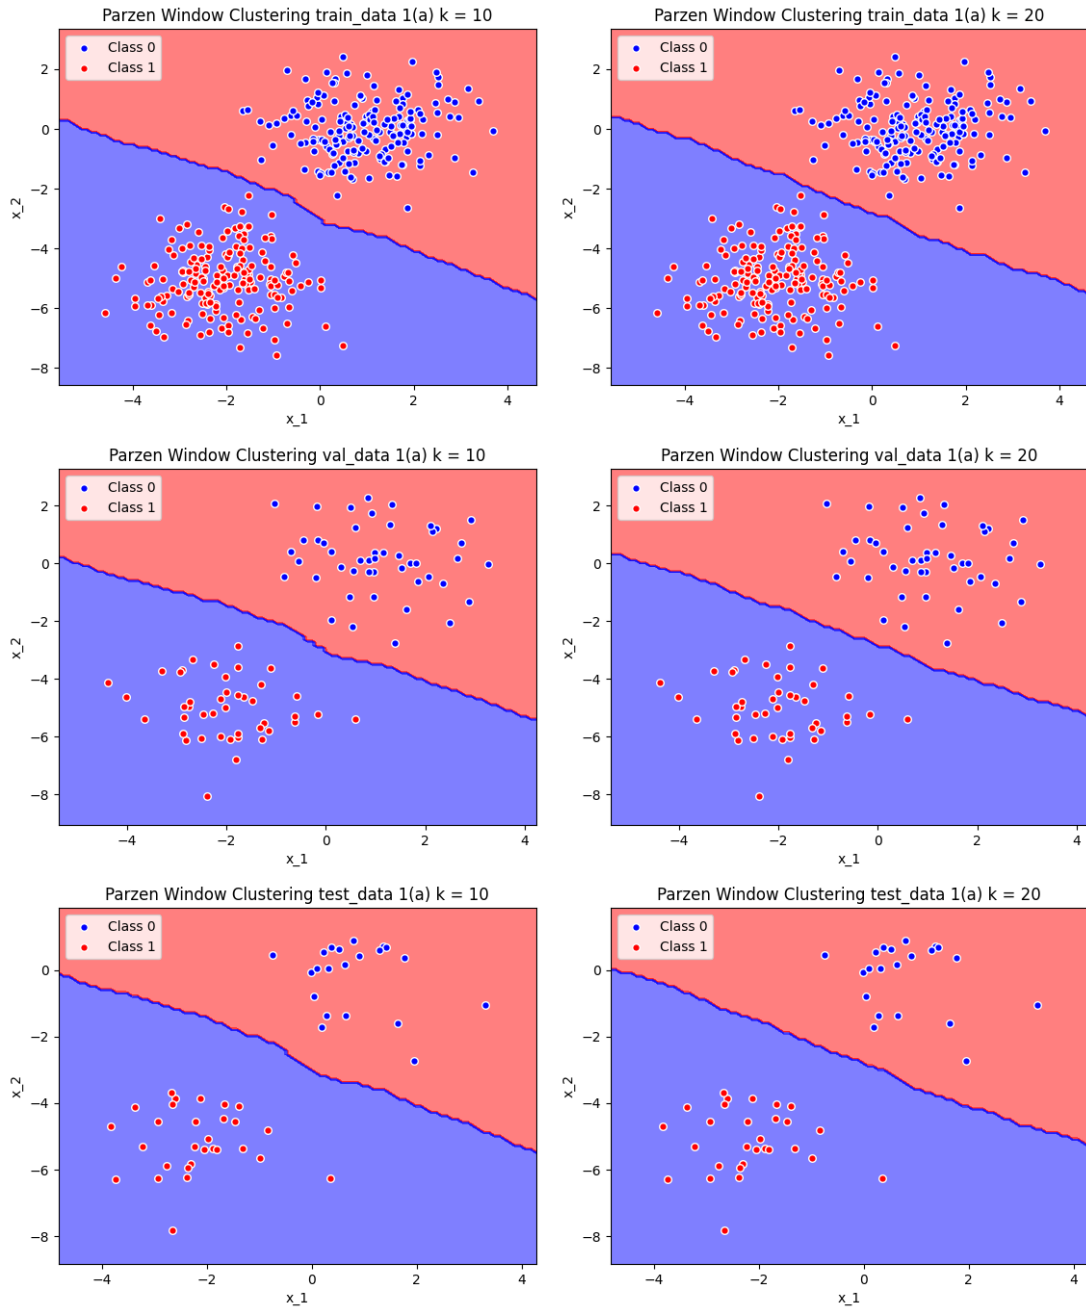 Parzen Window Clustering train_data 1(a) k = 10
Class 0
Class 1
2
0
−2
−4
−6
−8
x_2
−4 −2 0 2 4
x_1
Parzen Window Clustering train_data 1(a) k = 20
Class 0
Class 1
2
0
−2
−4
−6
−8
x_2
−4 −2 0 2 4
x_1
Parzen Window Clustering val_data 1(a) k = 10
Class 0
Class 1
2
0
−2
−4
−6
−8
x_2
−4 −2 0 2 4
x_1
Parzen Window Clustering val_data 1(a) k = 20
Class 0
Class 1
2
0
−2
−4
−6
−8
x_2
−4 −2 0 2 4
x_1
Parzen Window Clustering test_data 1(a) k = 10
Class 0
Class 1
0
−2
−4
−6
−8
x_2
−4 −2 0 2 4
x_1
Parzen Window Clustering test_data 1(a) k = 20
Class 0
Class 1
0
−2
−4
−6
−8
x_2
−4 −2 0 2 4
x_1